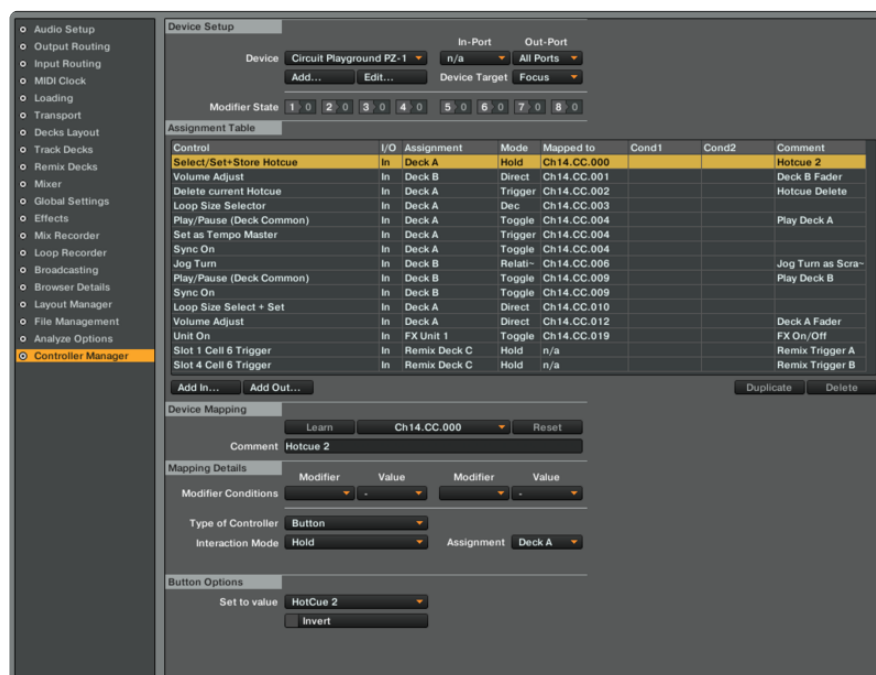 Audio Setup
Output Routing
Input Routing
MIDI Clock
Loading
Transport
Decks Layout
Track Decks
Remix Decks
Mixer
Global Settings
Effects
Mix Recorder
Loop Recorder
Broadcasting
Browser Details
Layout Manager
File Management
Analyze Options
Controller Manager
Device Setup
In-Port Out-Port
Device Circuit Playground PZ-1 n/a All Ports
Add... Edit... Device Target Focus
Modifier State 1 0 2 0 3 0 4 0 5 0 6 0 7 0 8 0
Assignment Table
Control I/O Assignment Mode Mapped to Cond1 Cond2 Comment
Select/Set+Store Hotcue In Deck A Hold Ch14.CC.000 Hotcue 2
Volume Adjust In Deck B Direct Ch14.CC.001 Deck B Fader
Delete current Hotcue In Deck A Trigger Ch14.CC.002 Hotcue Delete
Loop Size Selector In Deck A Dec Ch14.CC.003
Play/Pause (Deck Common) In Deck A Toggle Ch14.CC.004 Play Deck A
Set as Tempo Master In Deck A Trigger Ch14.CC.004
Sync On In Deck A Toggle Ch14.CC.004
Jog Turn In Deck B Relati~ Ch14.CC.006 Jog Turn as Scra~
Play/Pause (Deck Common) In Deck B Toggle Ch14.CC.009 Play Deck B
Sync On In Deck B Toggle Ch14.CC.009
Loop Size Select + Set In Deck A Direct Ch14.CC.010
Volume Adjust In Deck A Direct Ch14.CC.012 Deck A Fader
Unit On In FX Unit 1 Toggle Ch14.CC.019 FX On/Off
Slot 1 Cell 6 Trigger In Remix Deck C Hold n/a Remix Trigger A
Slot 4 Cell 6 Trigger In Remix Deck C Hold n/a Remix Trigger B
Add In... Add Out... Duplicate Delete
Device Mapping
Learn Ch14.CC.000 Reset
Comment Hotcue 2
Mapping Details
Modifier Value Modifier Value
Modifier Conditions - -
Type of Controller Button
Interaction Mode Hold Assignment Deck A
Button Options
Set to value HotCue 2
Invert